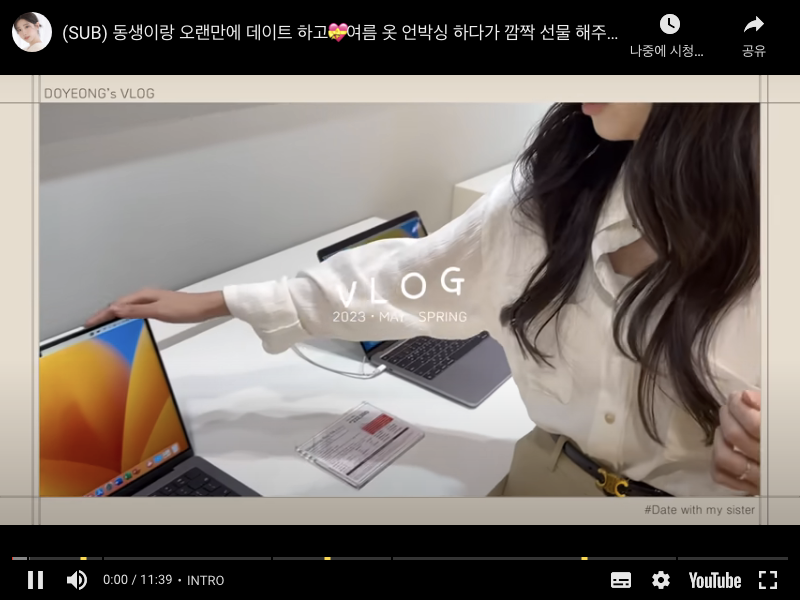 (SUB) 동생이랑 오랜만에 데이트 하고💝여름 옷 언박싱 하다가 깜짝 선물 해주...
나중에 시청...
공유
DOYEONG's VLOG
VLOG
2023 • MAY SPRING
#Date with my sister
0:00 / 11:39 • INTRO
YouTube